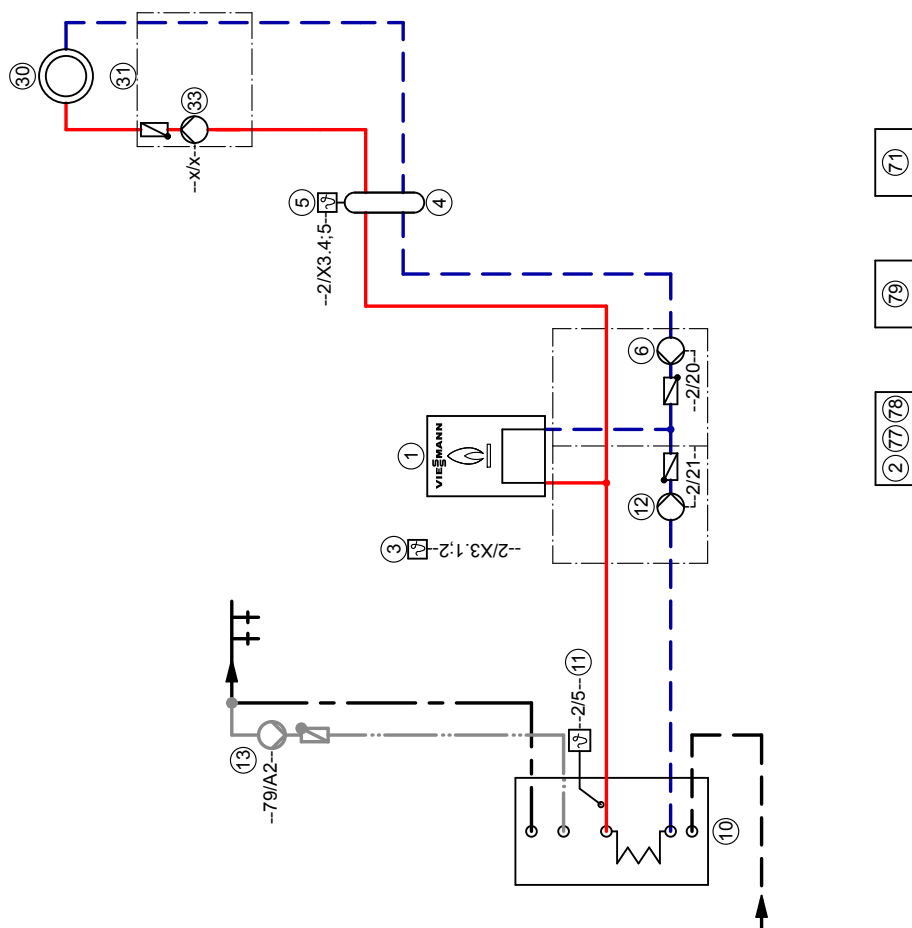 30
31
33
--x/x--
5
4
--2/X3.4;5--
71
79
2 77 78
6
--2/20--
1
VIESSMANN
12
--2/21--
3
--2/X3.1;2--
11
--2/5--
13
--79/A2--
10